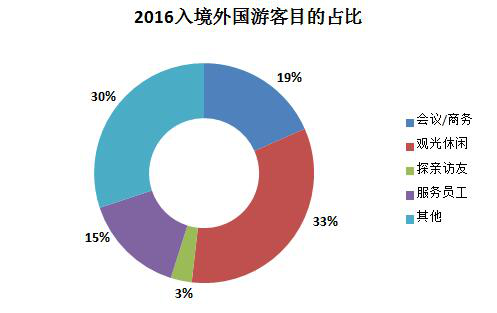 2016入境外国游客目的占比
19%
30%
33%
15%
3%
会议/商务
观光休闲
探亲访友
服务员工
其他